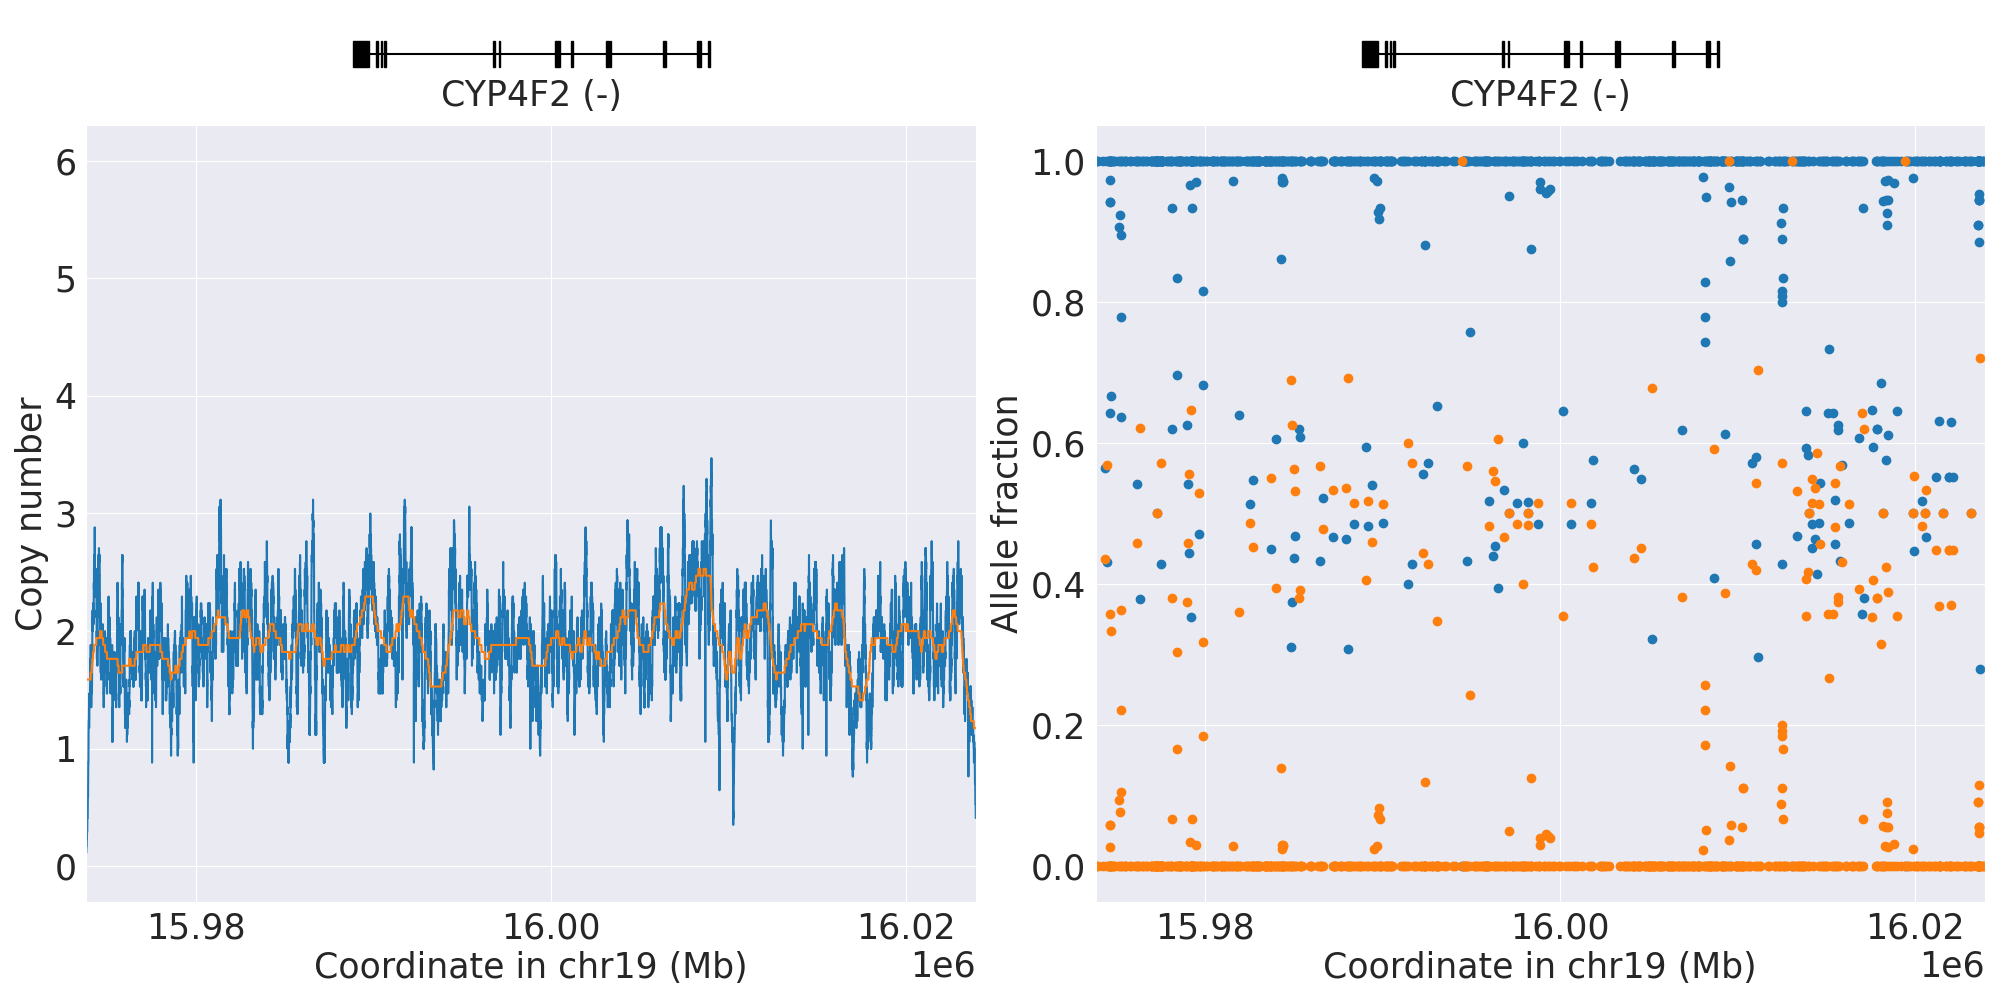 CYP4F2 (-)
6
5
4
3
2
1
0
Copy number
15.98
16.00
16.02
Coordinate in chr19 (Mb)
1e6
CYP4F2 (-)
1.0
0.8
0.6
0.4
0.2
0.0
Allele fraction
15.98
16.00
16.02
Coordinate in chr19 (Mb)
1e6